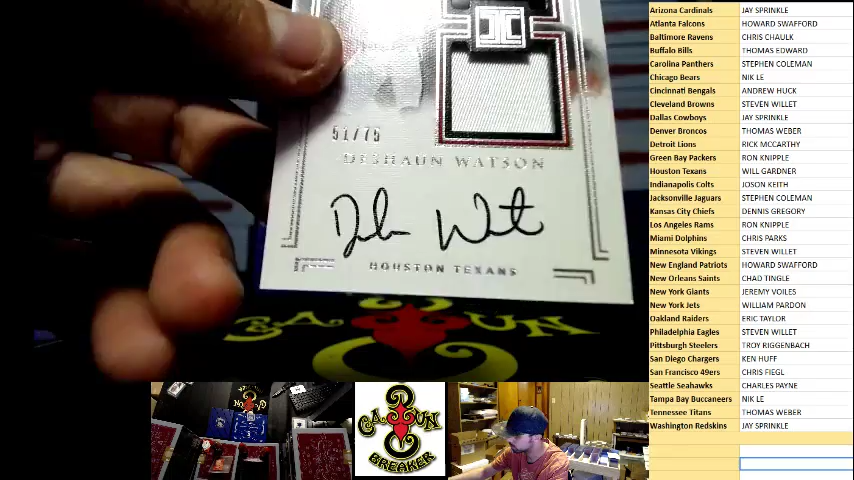 51/75
DESHAUN WATSON
HOUSTON TEXANS
CAJUN
CAJUN
BREAKER
Arizona Cardinals JAY SPRINKLE
Atlanta Falcons HOWARD SWAFFORD
Baltimore Ravens CHRIS CHAULK
Buffalo Bills THOMAS EDWARD
Carolina Panthers STEPHEN COLEMAN
Chicago Bears NIK LE
Cincinnati Bengals ANDREW HUCK
Cleveland Browns STEVEN WILLET
Dallas Cowboys JAY SPRINKLE
Denver Broncos THOMAS WEBER
Detroit Lions RICK MCCARTHY
Green Bay Packers RON KNIPPLE
Houston Texans WILL GARDNER
Indianapolis Colts JOSON KEITH
Jacksonville Jaguars STEPHEN COLEMAN
Kansas City Chiefs DENNIS GREGORY
Los Angeles Rams RON KNIPPLE
Miami Dolphins CHRIS PARKS
Minnesota Vikings STEVEN WILLET
New England Patriots HOWARD SWAFFORD
New Orleans Saints CHAD TINGLE
New York Giants JEREMY VOILES
New York Jets WILLIAM PARDON
Oakland Raiders ERIC TAYLOR
Philadelphia Eagles STEVEN WILLET
Pittsburgh Steelers TROY RIGGENBACH
San Diego Chargers KEN HUFF
San Francisco 49ers CHRIS FIEGL
Seattle Seahawks CHARLES PAYNE
Tampa Bay Buccaneers NIK LE
Tennessee Titans THOMAS WEBER
Washington Redskins JAY SPRINKLE